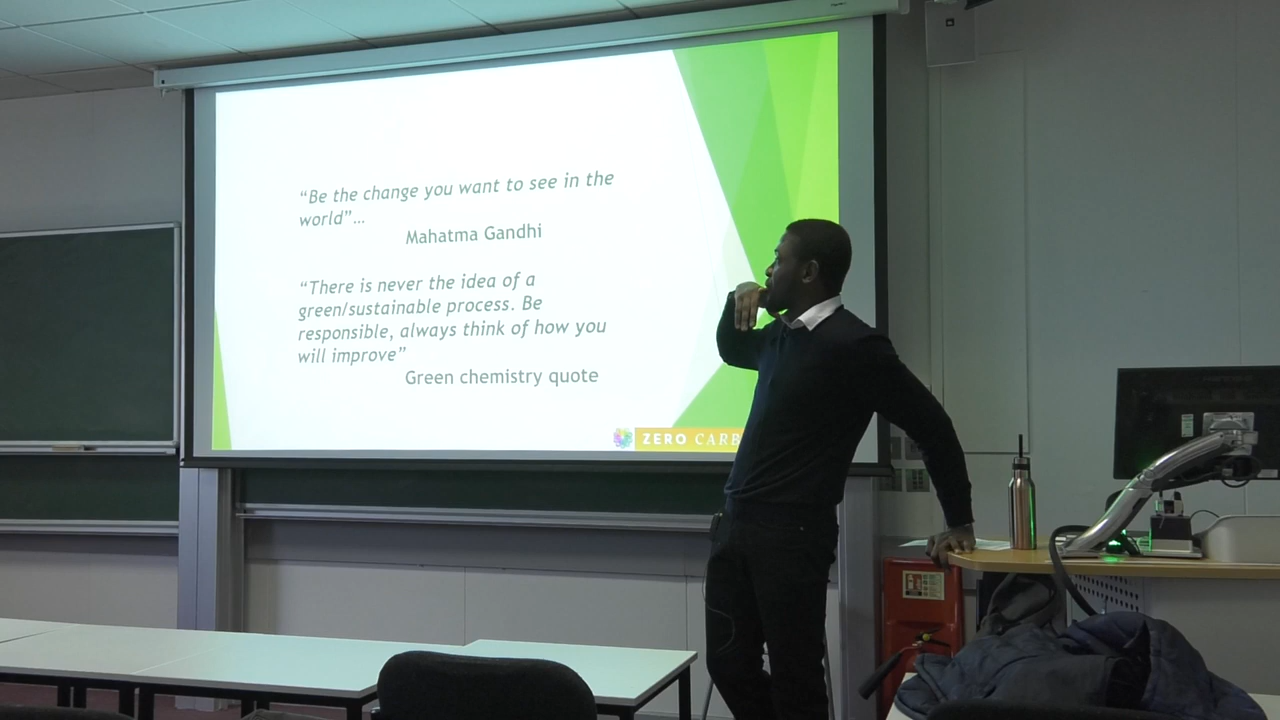 “Be the change you want to see in the
world”…
Mahatma Gandhi
“There is never the idea of a
green/sustainable process. Be
responsible, always think of how you
will improve”
Green chemistry quote
ZERO CARB